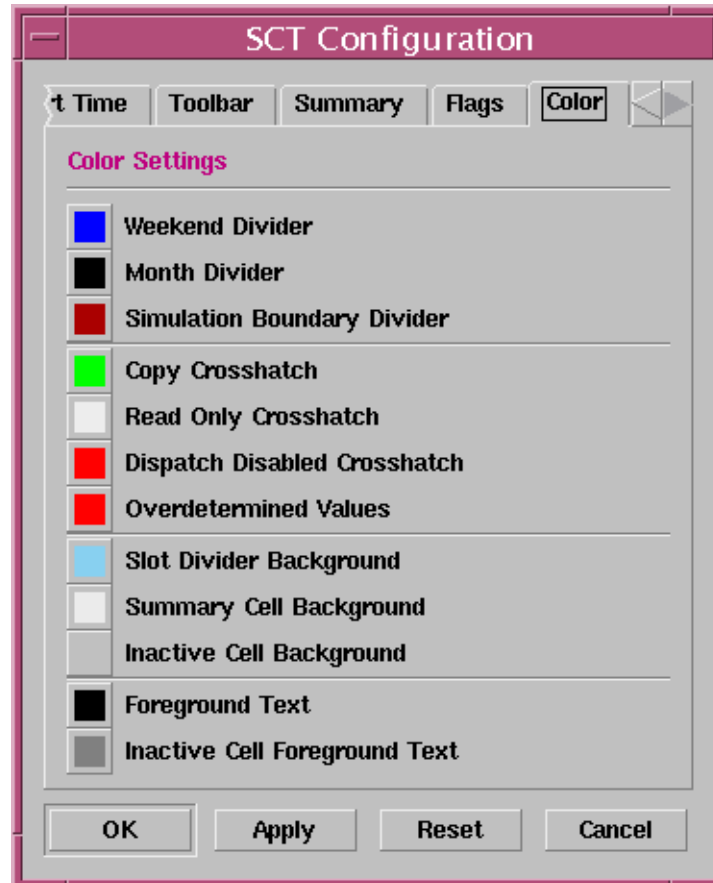 SCT Configuration
t Time Toolbar Summary Flags Color
Color Settings
Weekend Divider
Month Divider
Simulation Boundary Divider
Copy Crosshatch
Read Only Crosshatch
Dispatch Disabled Crosshatch
Overdetermined Values
Slot Divider Background
Summary Cell Background
Inactive Cell Background
Foreground Text
Inactive Cell Foreground Text
OK Apply Reset Cancel